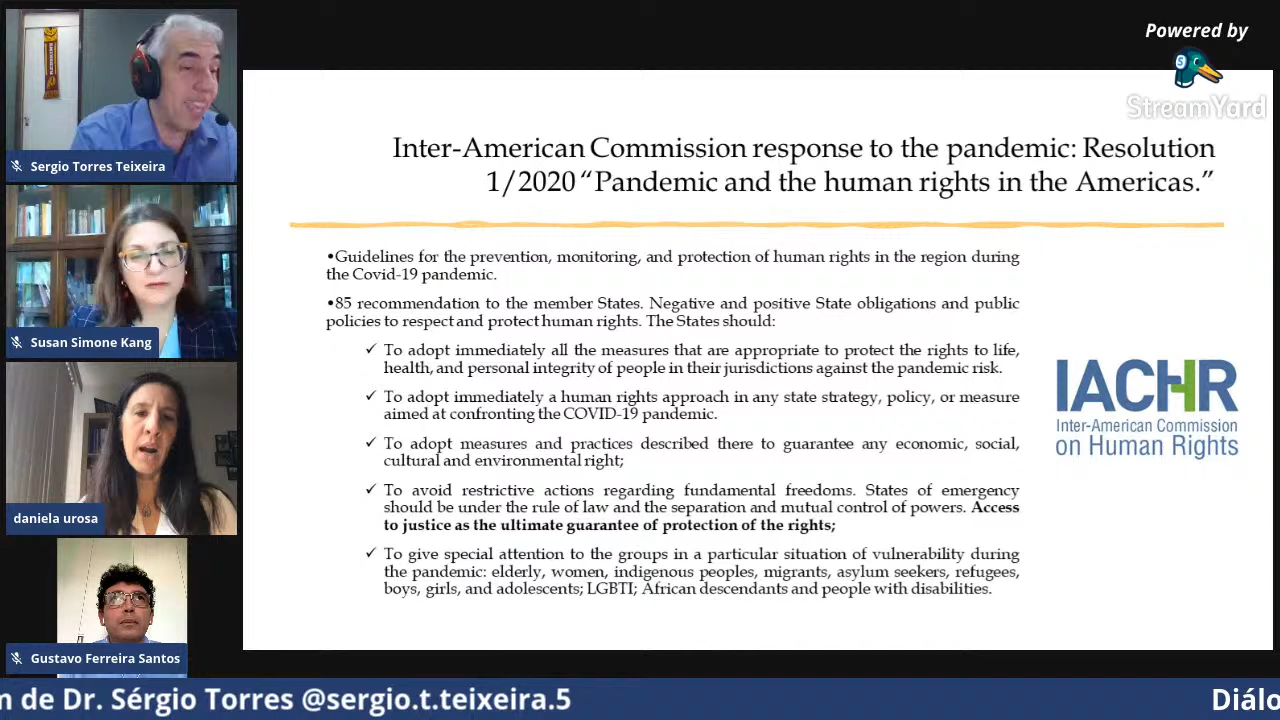 Powered by
StreamYard
Sergio Torres Teixeira
Susan Simone Kang
daniela urosa
Gustavo Ferreira Santos
Inter-American Commission response to the pandemic: Resolution
1/2020 “Pandemic and the human rights in the Americas.”
•Guidelines for the prevention, monitoring, and protection of human rights in the region during
the Covid-19 pandemic.
•85 recommendation to the member States. Negative and positive State obligations and public
policies to respect and protect human rights. The States should:
✓ To adopt immediately all the measures that are appropriate to protect the rights to life,
health, and personal integrity of people in their jurisdictions against the pandemic risk.
✓ To adopt immediately a human rights approach in any state strategy, policy, or measure
aimed at confronting the COVID-19 pandemic.
✓ To adopt measures and practices described there to guarantee any economic, social,
cultural and environmental right;
✓ To avoid restrictive actions regarding fundamental freedoms. States of emergency
should be under the rule of law and the separation and mutual control of powers. Access
to justice as the ultimate guarantee of protection of the rights;
✓ To give special attention to the groups in a particular situation of vulnerability during
the pandemic: elderly, women, indigenous peoples, migrants, asylum seekers, refugees,
boys, girls, and adolescents; LGBTI; African descendants and people with disabilities.
IACHR
Inter-American Commission
on Human Rights
de Dr. Sérgio Torres @sergio.t.teixeira.5